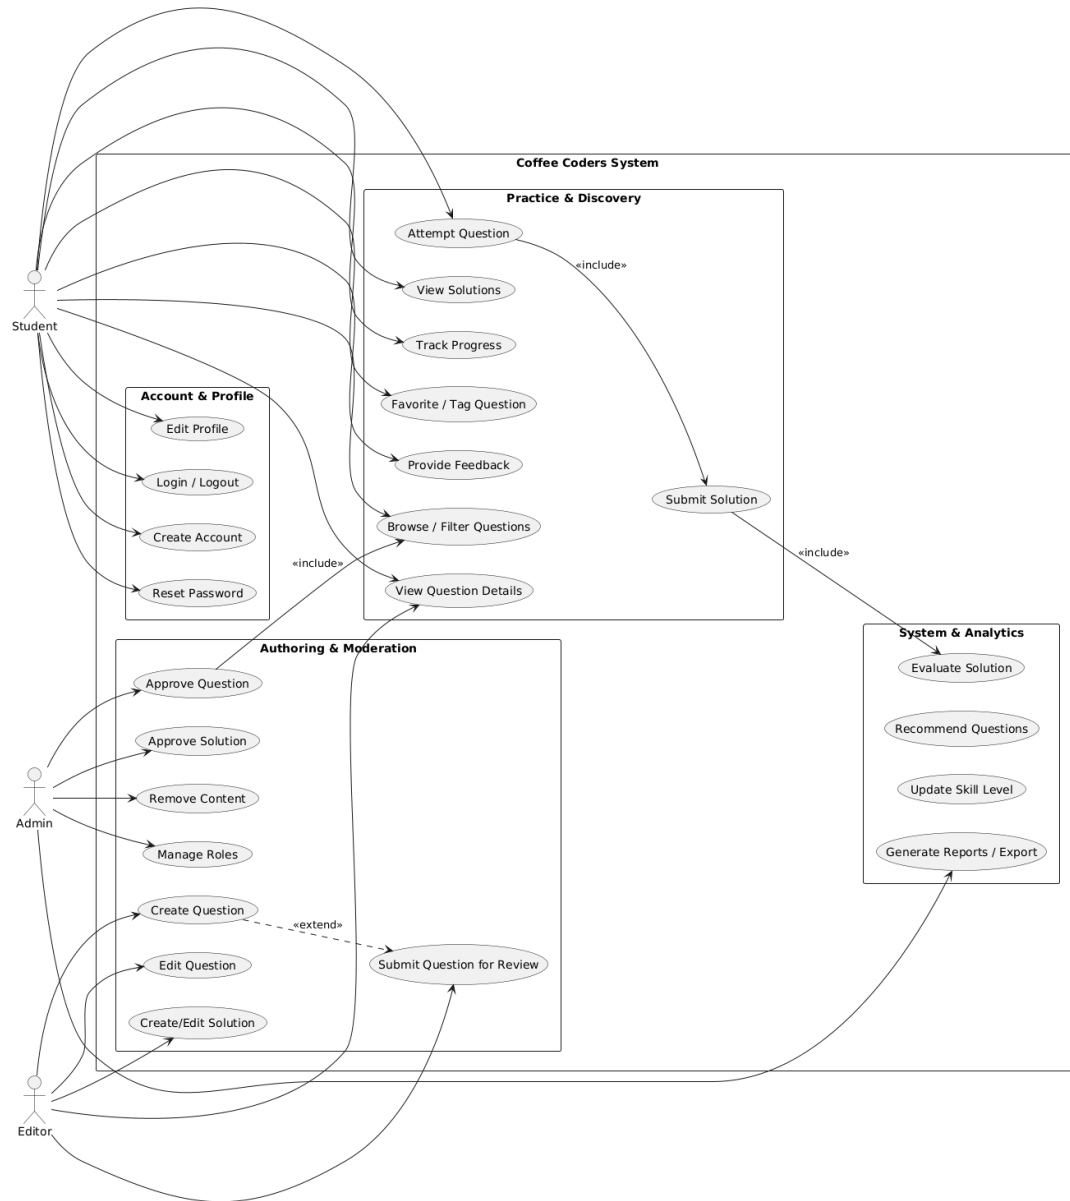 Coffee Coders System
Practice & Discovery
Attempt Question
«include»
View Solutions
Student
Track Progress
Account & Profile
Favorite / Tag Question
Edit Profile
Provide Feedback
Login / Logout
Submit Solution
Browse / Filter Questions
Create Account
«include»
«include»
View Question Details
Reset Password
System & Analytics
Authoring & Moderation
Evaluate Solution
Approve Question
Recommend Questions
Approve Solution
Update Skill Level
Remove Content
Admin
Manage Roles
Generate Reports / Export
Create Question
«extend»
Edit Question
Submit Question for Review
Create/Edit Solution
Editor